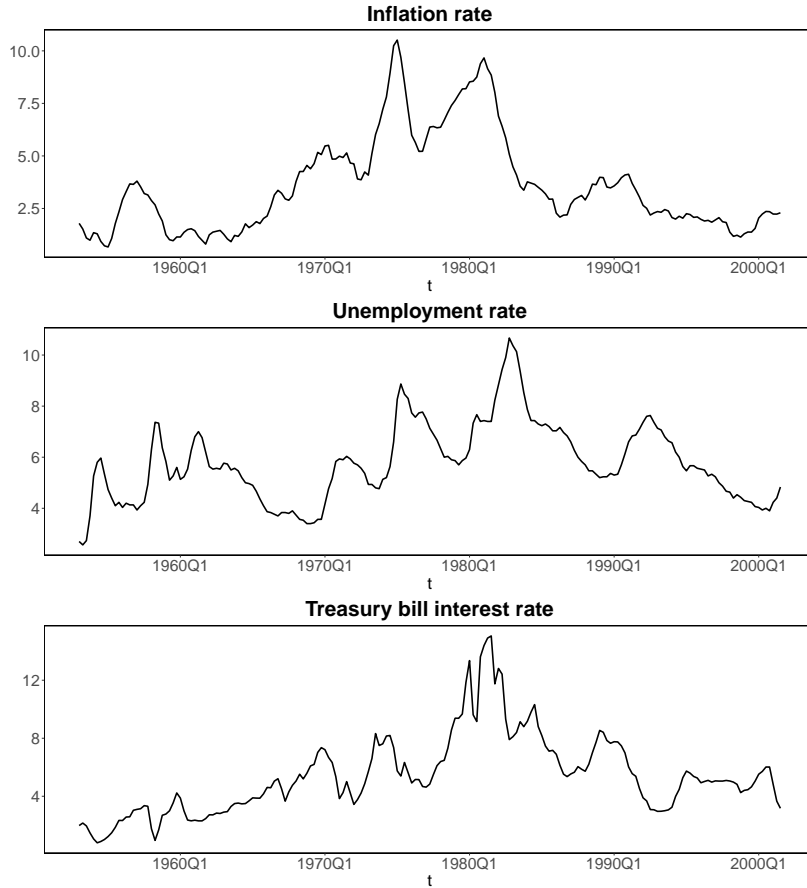 Inflation rate
10.0
7.5
5.0
2.5
1960Q1 1970Q1 1980Q1 1990Q1 2000Q1
t
Unemployment rate
10
8
6
4
1960Q1 1970Q1 1980Q1 1990Q1 2000Q1
t
Treasury bill interest rate
12
8
4
1960Q1 1970Q1 1980Q1 1990Q1 2000Q1
t